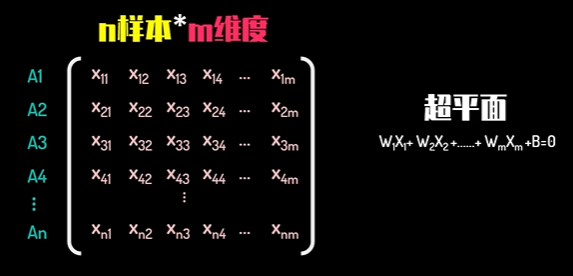 n样本*m维度
A1 x₁₁ x₁₂ x₁₃ x₁₄ ... x₁ₘ
A2 x₂₁ x₂₂ x₂₃ x₂₄ ... x₂ₘ
A3 x₃₁ x₃₂ x₃₃ x₃₄ ... x₃ₘ
A4 x₄₁ x₄₂ x₄₃ x₄₄ ... x₄ₘ
⋮ ⋮
An xₙ₁ xₙ₂ xₙ₃ xₙ₄ ... xₙₘ
超平面
W₁X₁+ W₂X₂ +......+ WₘXₘ +B=0